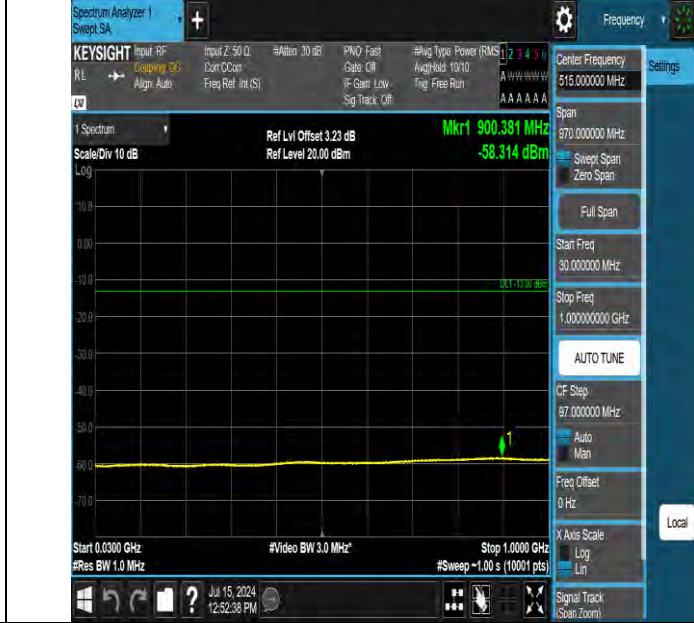 Spectrum Analyzer 1
Swept SA
+
Frequency
KEYSIGHT
RL
Input: RF
Coupling: DC
Align: Auto
Input Z: 50 Ω
Corr CCorr
Freq Ref: Int (S)
#Atten: 30 dB
PNO: Fast
Gate: Off
IF Gain: Low
Sig Track: Off
#Avg Type: Power (RMS
Avg|Hold: 10/10
Trig: Free Run
1 2 3 4 5 6
A W W W W W
A A A A A A
LXI
1 Spectrum
Scale/Div 10 dB
Log
Ref Lvl Offset 3.23 dB
Ref Level 20.00 dBm
Mkr1 900.381 MHz
-58.314 dBm
10.0
0.00
-10.0
-20.0
-30.0
-40.0
-50.0
-60.0
-70.0
DL1 -13.00 dBm
1
Start 0.0300 GHz
#Res BW 1.0 MHz
#Video BW 3.0 MHz*
Stop 1.0000 GHz
#Sweep ~1.00 s (10001 pts)
?
Jul 15, 2024
12:52:38 PM
Center Frequency
515.000000 MHz
Settings
Span
970.000000 MHz
Swept Span
Zero Span
Full Span
Start Freq
30.000000 MHz
Stop Freq
1.000000000 GHz
AUTO TUNE
CF Step
97.000000 MHz
Auto
Man
Freq Offset
0 Hz
Local
X Axis Scale
Log
Lin
Signal Track
(Span Zoom)